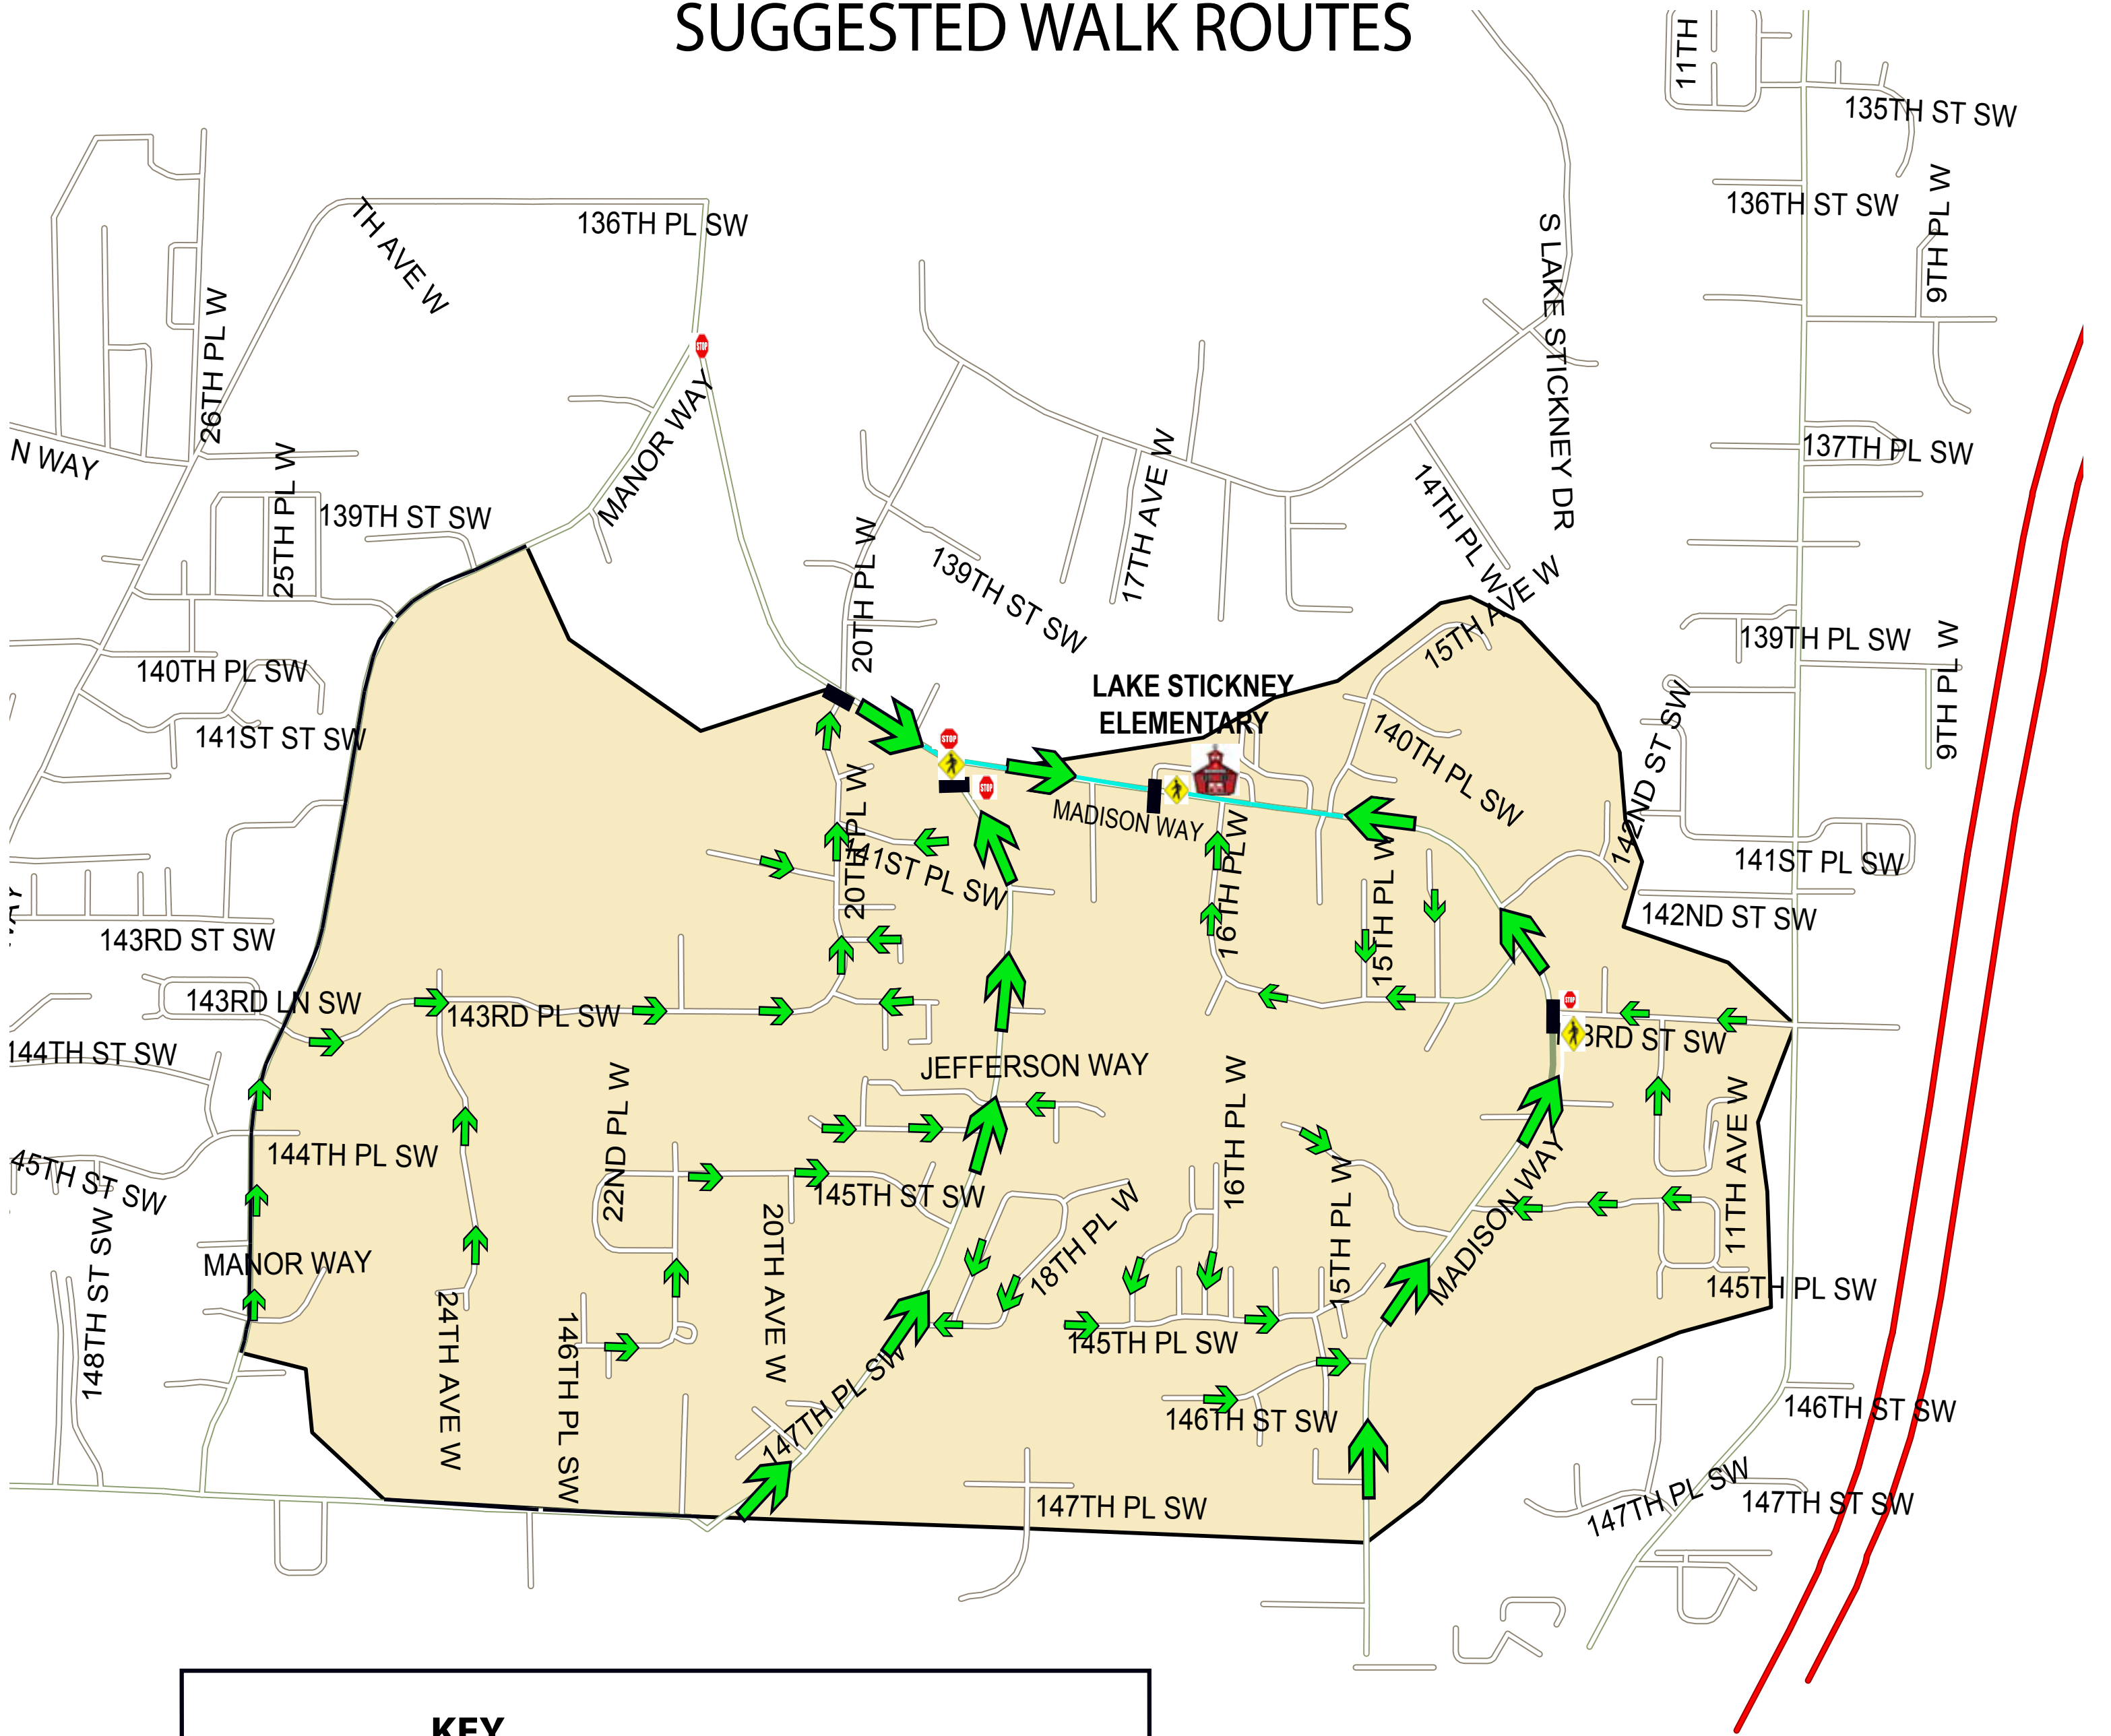 SUGGESTED WALK ROUTES
11TH
135TH ST SW
136TH ST SW
9TH PL W
136TH PL SW
TH AVE W
S LAKE STICKNEY DR
26TH PL W
MANOR WAY
N WAY
25TH PL W
139TH ST SW
137TH PL SW
17TH AVE W
14TH PL W
20TH PL W
139TH ST SW
15TH AVE W
139TH PL SW
9TH PL W
140TH PL SW
141ST ST SW
LAKE STICKNEY
ELEMENTARY
STOP
STOP
STOP
STOP
140TH PL SW
142ND ST SW
MADISON WAY
20TH PL W
141ST PL SW
16TH PL W
15TH PL W
141ST PL SW
142ND ST SW
143RD ST SW
143RD LN SW
143RD PL SW
3RD ST SW
144TH ST SW
JEFFERSON WAY
22ND PL W
16TH PL W
11TH AVE W
144TH PL SW
45TH ST SW
145TH ST SW
18TH PL W
15TH PL W
MADISON WAY
MANOR WAY
148TH ST SW
20TH AVE W
24TH AVE W
146TH PL SW
145TH PL SW
145TH PL SW
147TH PL SW
146TH ST SW
146TH ST SW
147TH PL SW
147TH PL SW
147TH ST SW
KEY